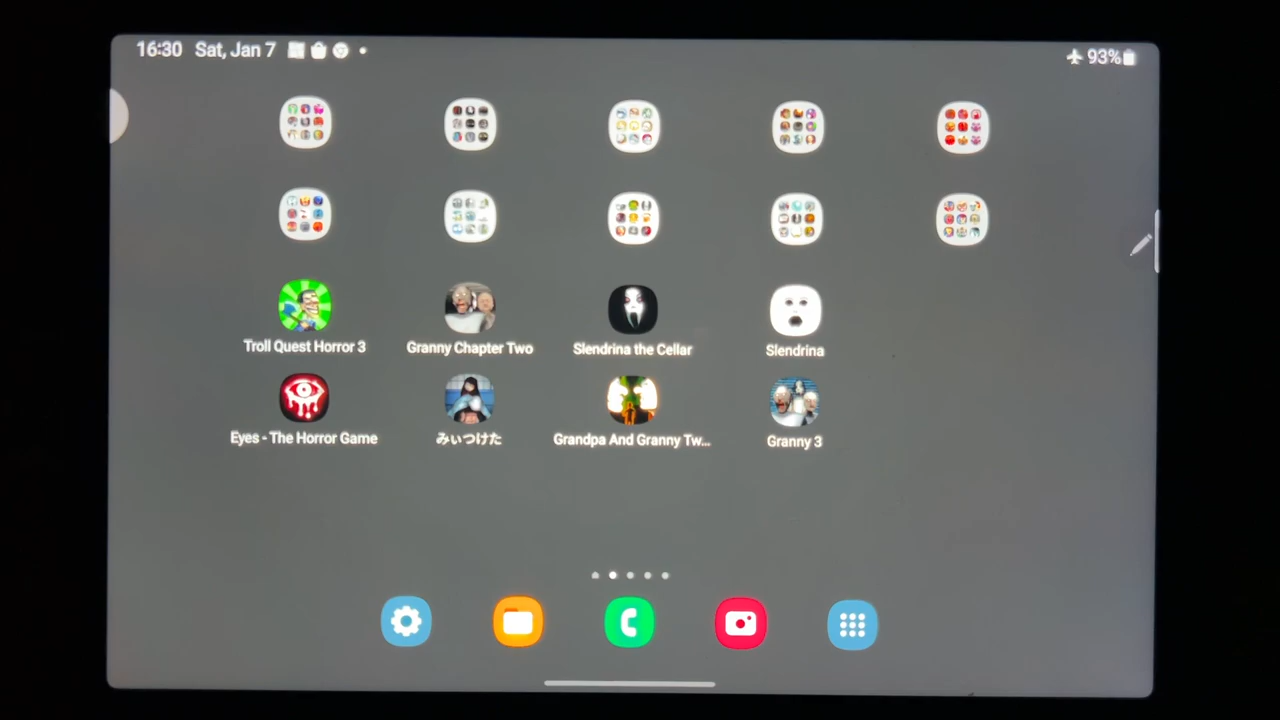 16:30 Sat, Jan 7
93%
Troll Quest Horror 3
Granny Chapter Two
Slendrina the Cellar
Slendrina
Eyes - The Horror Game
みぃつけた
Grandpa And Granny Tw...
Granny 3